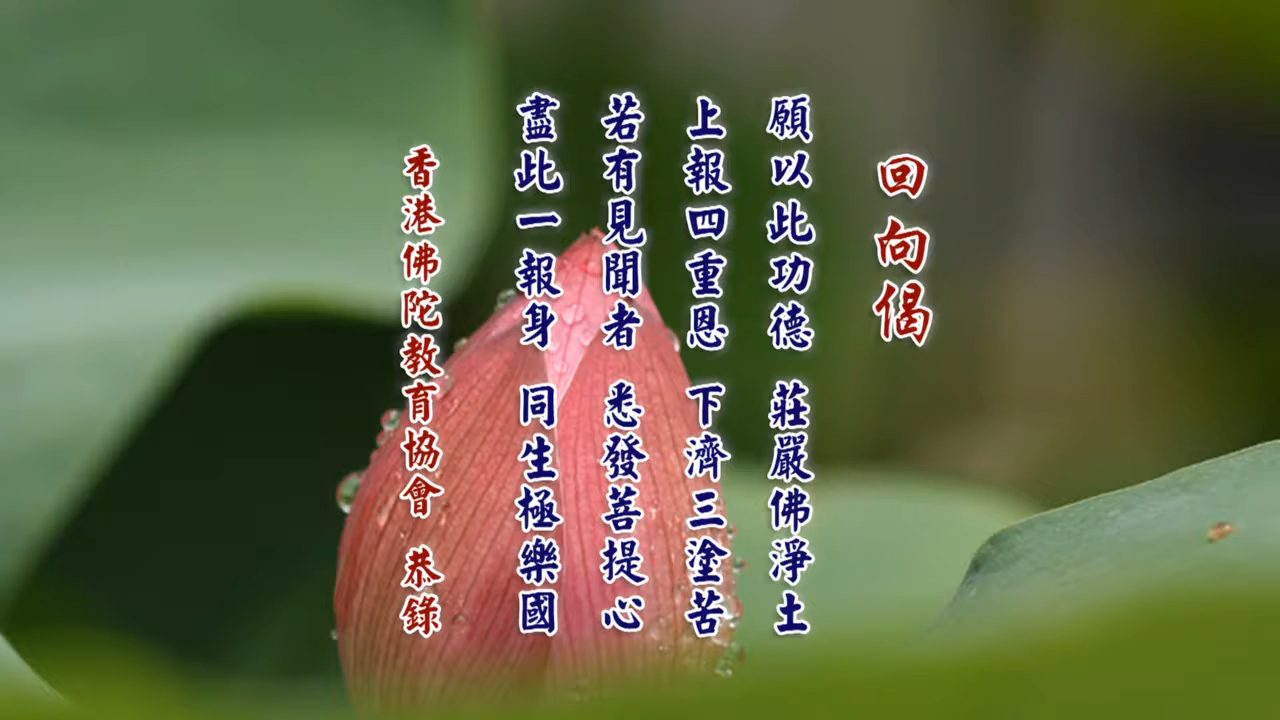 回向偈
願以此功德 莊嚴佛淨土
上報四重恩 下濟三塗苦
若有見聞者 悉發菩提心
盡此一報身 同生極樂國
香港佛陀教育協會 恭錄